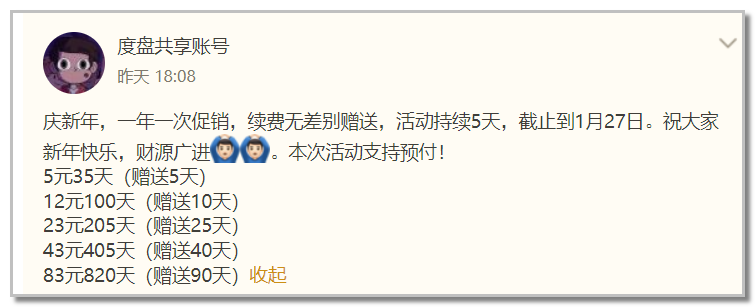 度盘共享账号
昨天 18:08
庆新年，一年一次促销，续费无差别赠送，活动持续5天，截止到1月27日。祝大家
新年快乐，财源广进🙆🏻‍♂️🙆🏻‍♂️。本次活动支持预付！
5元35天（赠送5天）
12元100天（赠送10天）
23元205天（赠送25天）
43元405天（赠送40天）
83元820天（赠送90天）收起